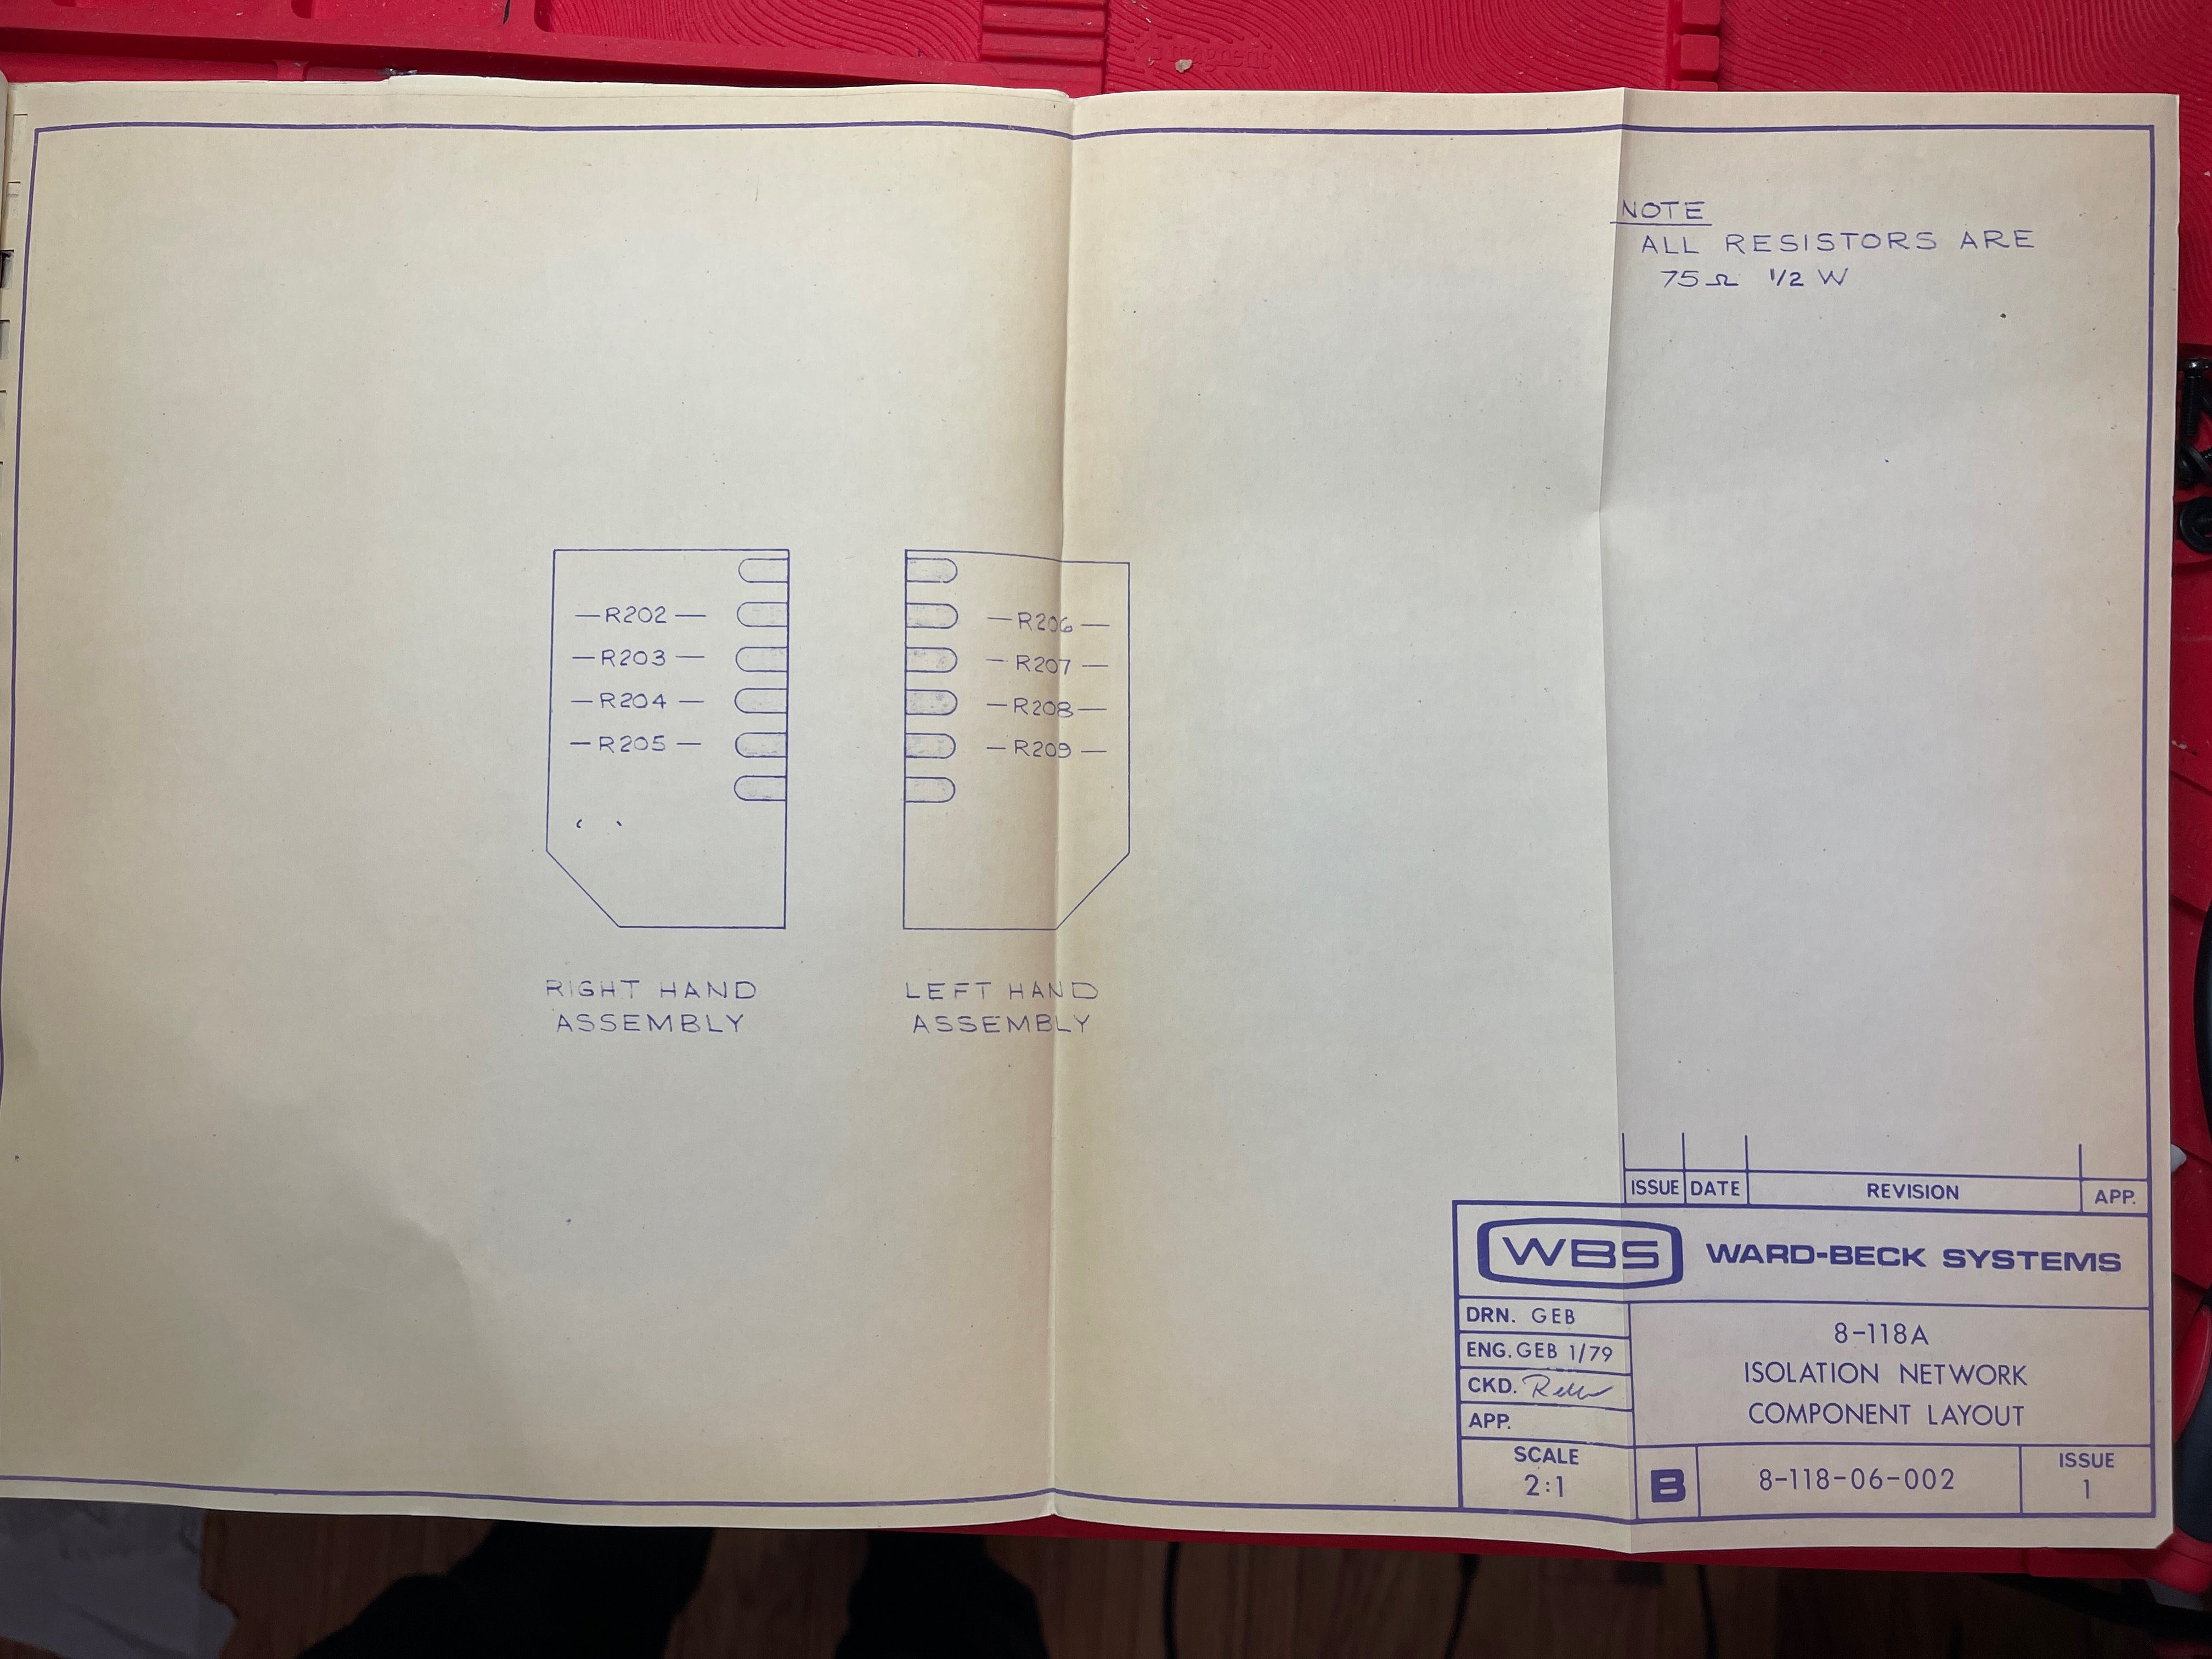 NOTE
ALL RESISTORS ARE
75Ω 1/2 W
—R202—
—R203—
—R204—
—R205—
—R206—
—R207—
—R208—
—R209—
RIGHT HAND
ASSEMBLY
LEFT HAND
ASSEMBLY
ISSUE DATE REVISION APP.
WBS WARD-BECK SYSTEMS
DRN. GEB
ENG. GEB 1/79
CKD.
APP.
SCALE
2:1
8-118A
ISOLATION NETWORK
COMPONENT LAYOUT
B 8-118-06-002
ISSUE
1